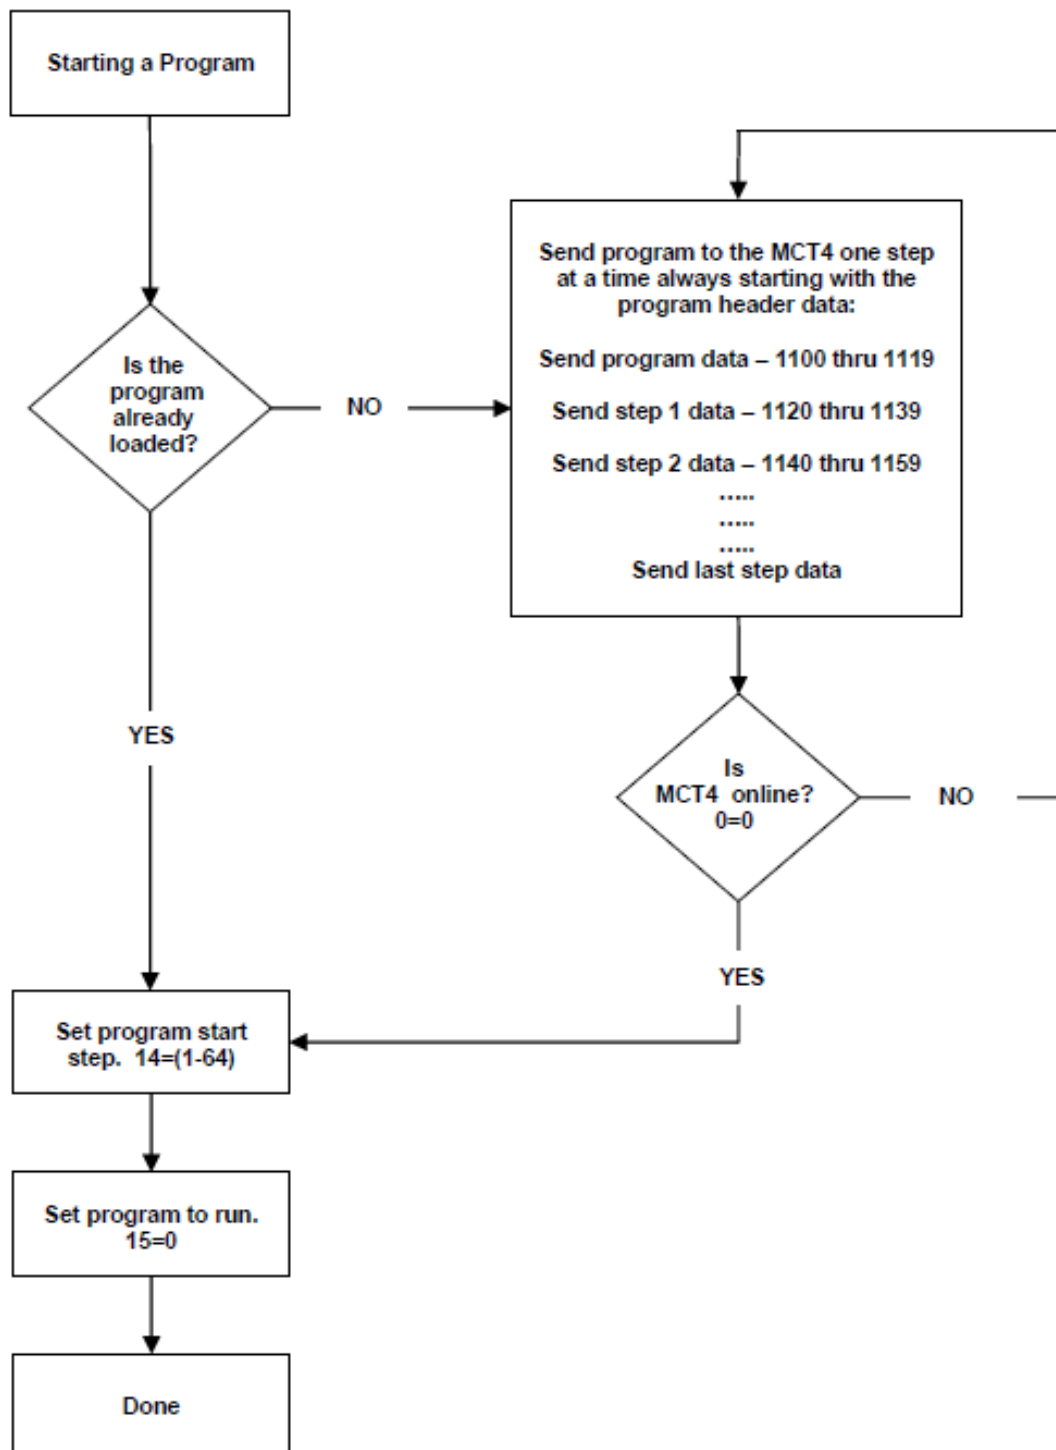 Starting a Program
Is the
program
already
loaded?
NO
Send program to the MCT4 one step
at a time always starting with the
program header data:
Send program data – 1100 thru 1119
Send step 1 data – 1120 thru 1139
Send step 2 data – 1140 thru 1159
.....
.....
.....
Send last step data
YES
Is
MCT4 online?
0=0
NO
YES
Set program start
step. 14=(1-64)
Set program to run.
15=0
Done